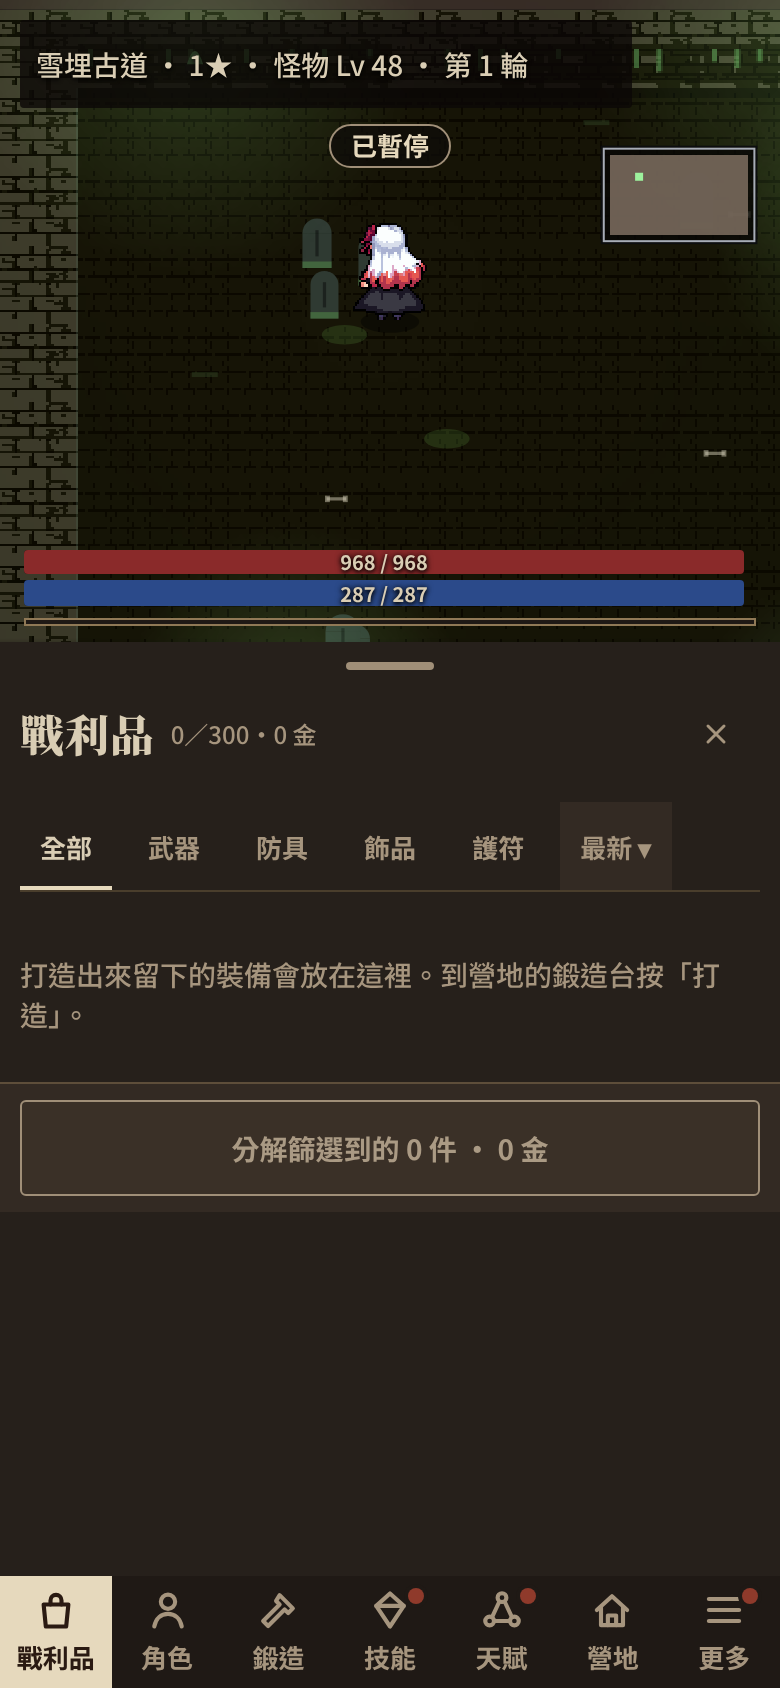 雪埋古道 · 1★ · 怪物 Lv 48 · 第 1 輪
已暫停
968 / 968
287 / 287
戰利品 0／300・0 金
×
全部 武器 防具 飾品 護符 最新▼
打造出來留下的裝備會放在這裡。到營地的鍛造台按「打
造」。
分解篩選到的 0 件 · 0 金
戰利品 角色 鍛造 技能 天賦 營地 更多